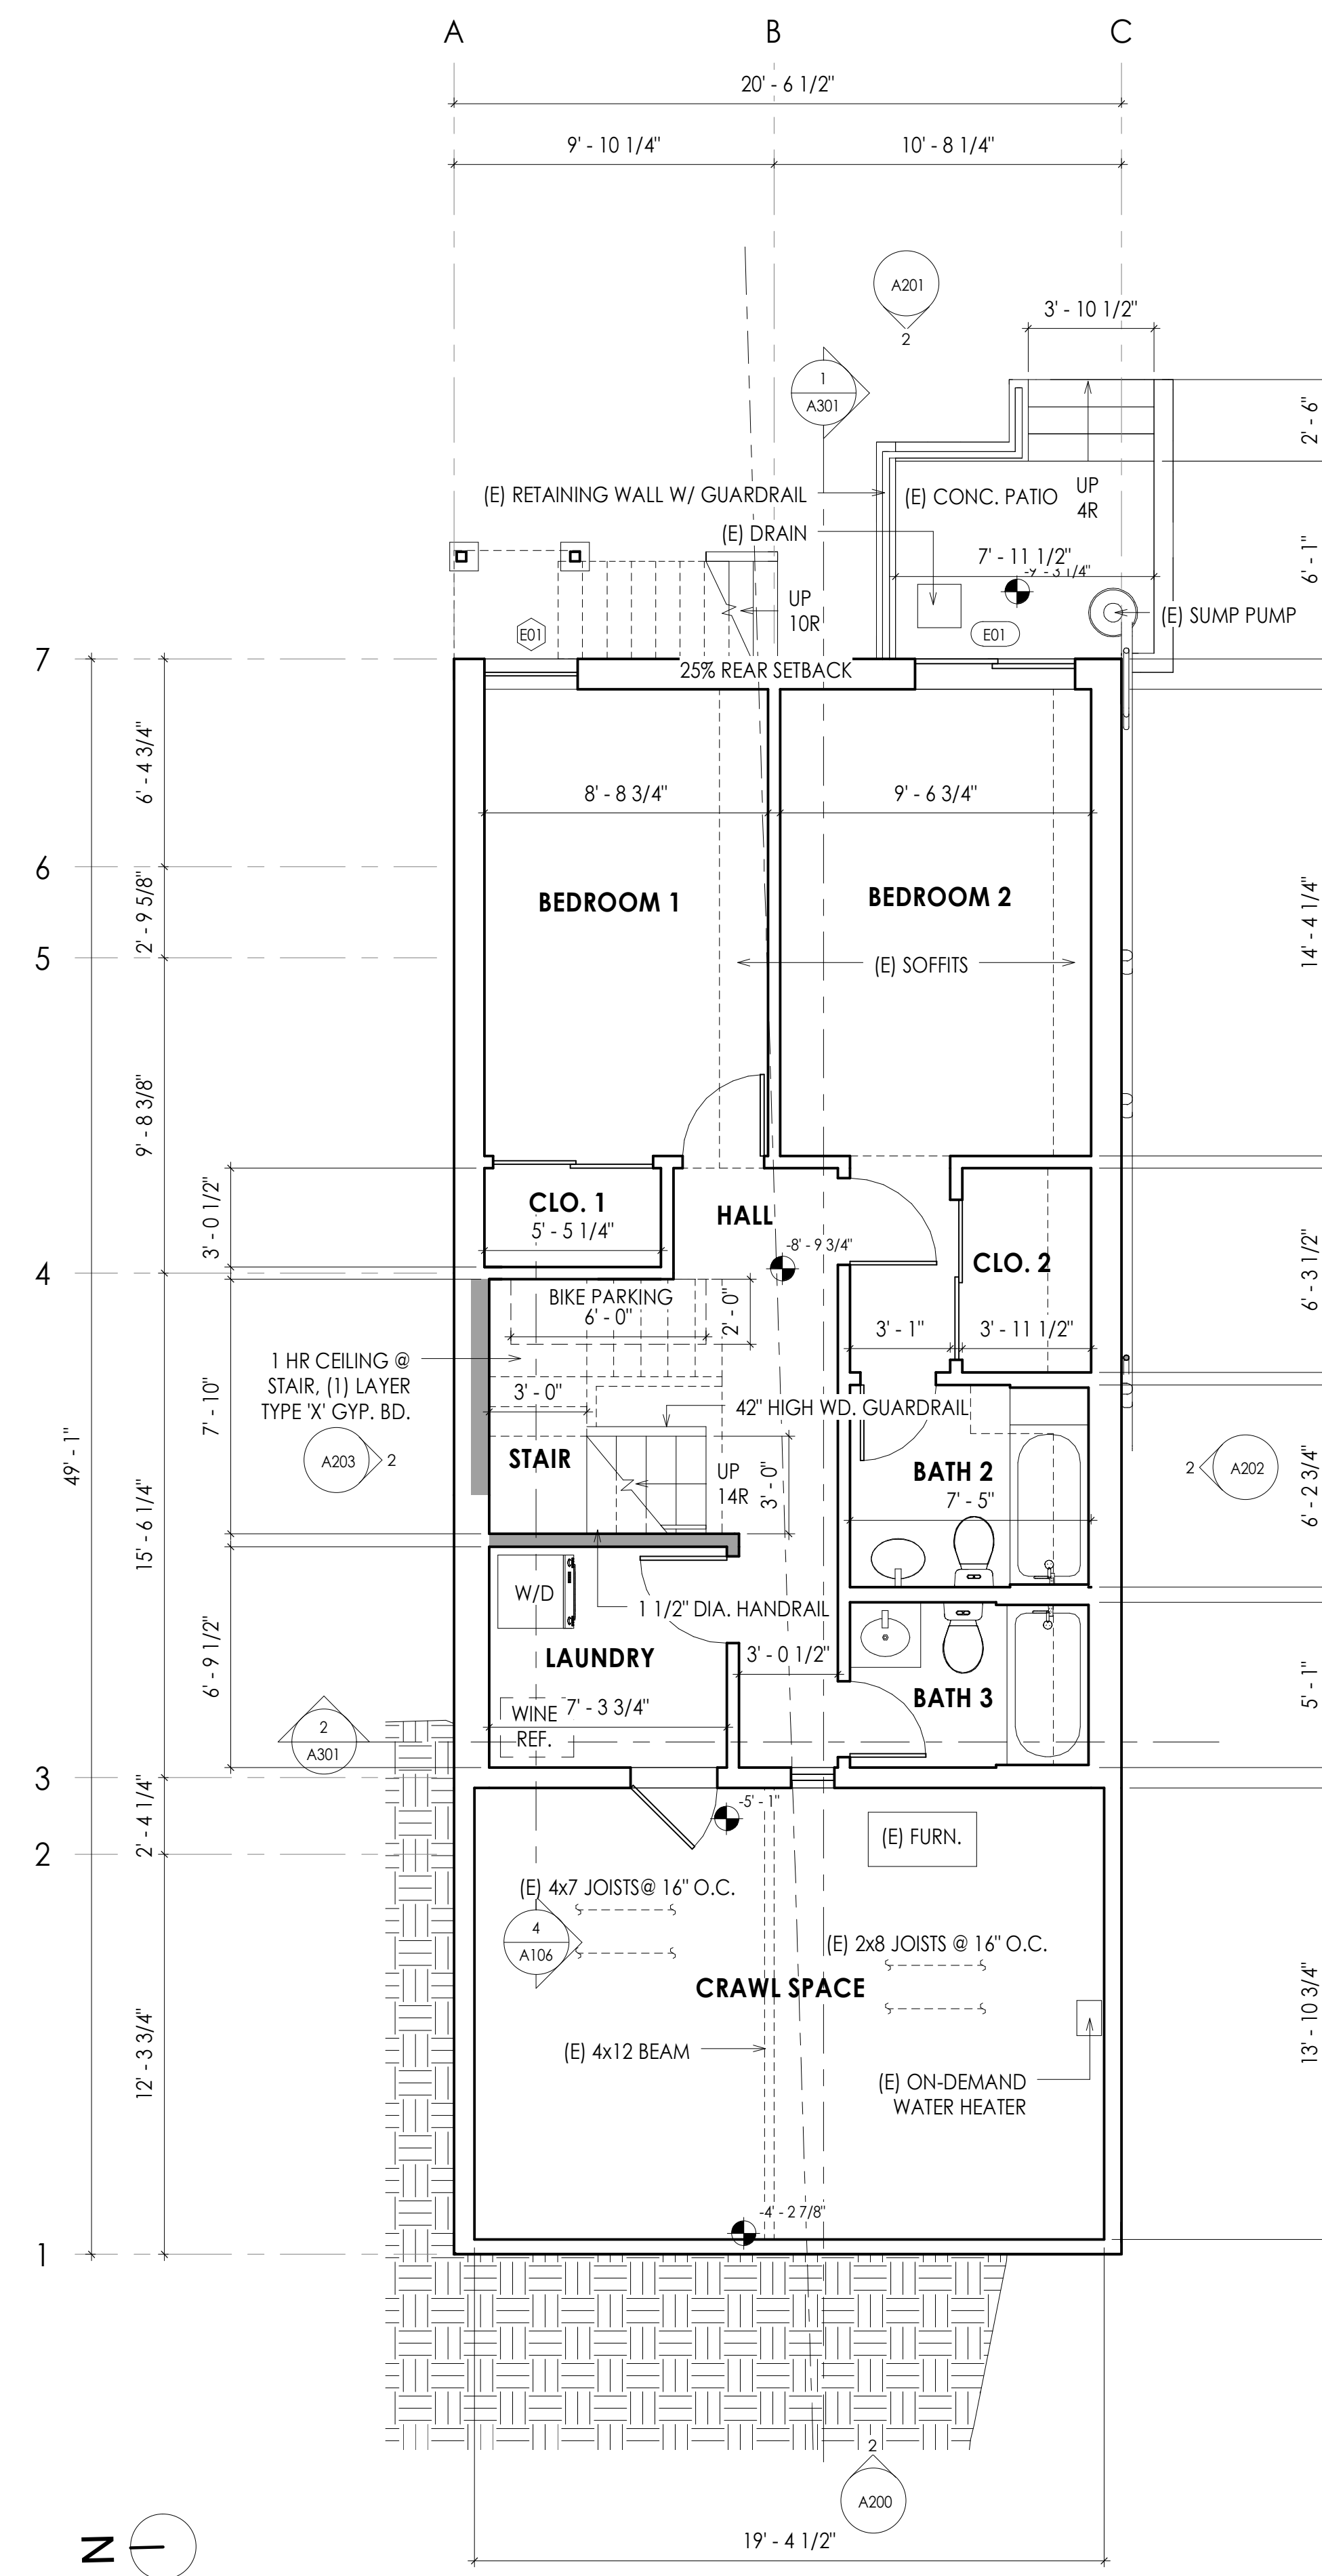 A
B
C
20' - 6 1/2"
9' - 10 1/4"
10' - 8 1/4"
A201
2
3' - 10 1/2"
1
A301
2' - 6"
(E) RETAINING WALL W/ GUARDRAIL
(E) CONC. PATIO
UP
4R
(E) DRAIN
7' - 11 1/2"
-9' - 3 1/4"
6' - 1"
UP
10R
E01
E01
(E) SUMP PUMP
7
25% REAR SETBACK
6' - 4 3/4"
8' - 8 3/4"
9' - 6 3/4"
6
BEDROOM 1
BEDROOM 2
2' - 9 5/8"
14' - 4 1/4"
5
(E) SOFFITS
9' - 8 3/8"
3' - 0 1/2"
CLO. 1
5' - 5 1/4"
HALL
-8' - 9 3/4"
4
CLO. 2
6' - 3 1/2"
BIKE PARKING
6' - 0"
2' - 0"
3' - 1"
3' - 11 1/2"
1 HR CEILING @
STAIR, (1) LAYER
TYPE 'X' GYP. BD.
7' - 10"
3' - 0"
42" HIGH WD. GUARDRAIL
49' - 1"
A203
2
STAIR
UP
14R
3' - 0"
BATH 2
7' - 5"
2
A202
6' - 2 3/4"
15' - 6 1/4"
W/D
1 1/2" DIA. HANDRAIL
6' - 9 1/2"
LAUNDRY
3' - 0 1/2"
BATH 3
5' - 1"
WINE
REF.
7' - 3 3/4"
2
A301
3
-5' - 1"
2' - 4 1/4"
(E) FURN.
2
(E) 4x7 JOISTS@ 16" O.C.
4
A106
(E) 2x8 JOISTS @ 16" O.C.
CRAWL SPACE
12' - 3 3/4"
13' - 10 3/4"
(E) 4x12 BEAM
(E) ON-DEMAND
WATER HEATER
-4' - 2 7/8"
1
2
A200
N
19' - 4 1/2"